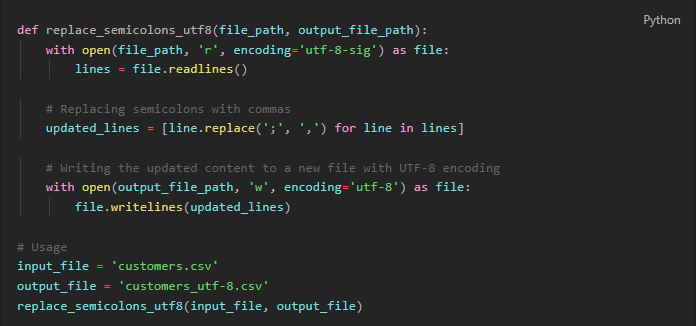 Python
def replace_semicolons_utf8(file_path, output_file_path):
    with open(file_path, 'r', encoding='utf-8-sig') as file:
        lines = file.readlines()
    # Replacing semicolons with commas
    updated_lines = [line.replace(';', ',') for line in lines]
    # Writing the updated content to a new file with UTF-8 encoding
    with open(output_file_path, 'w', encoding='utf-8') as file:
        file.writelines(updated_lines)
# Usage
input_file = 'customers.csv'
output_file = 'customers_utf-8.csv'
replace_semicolons_utf8(input_file, output_file)